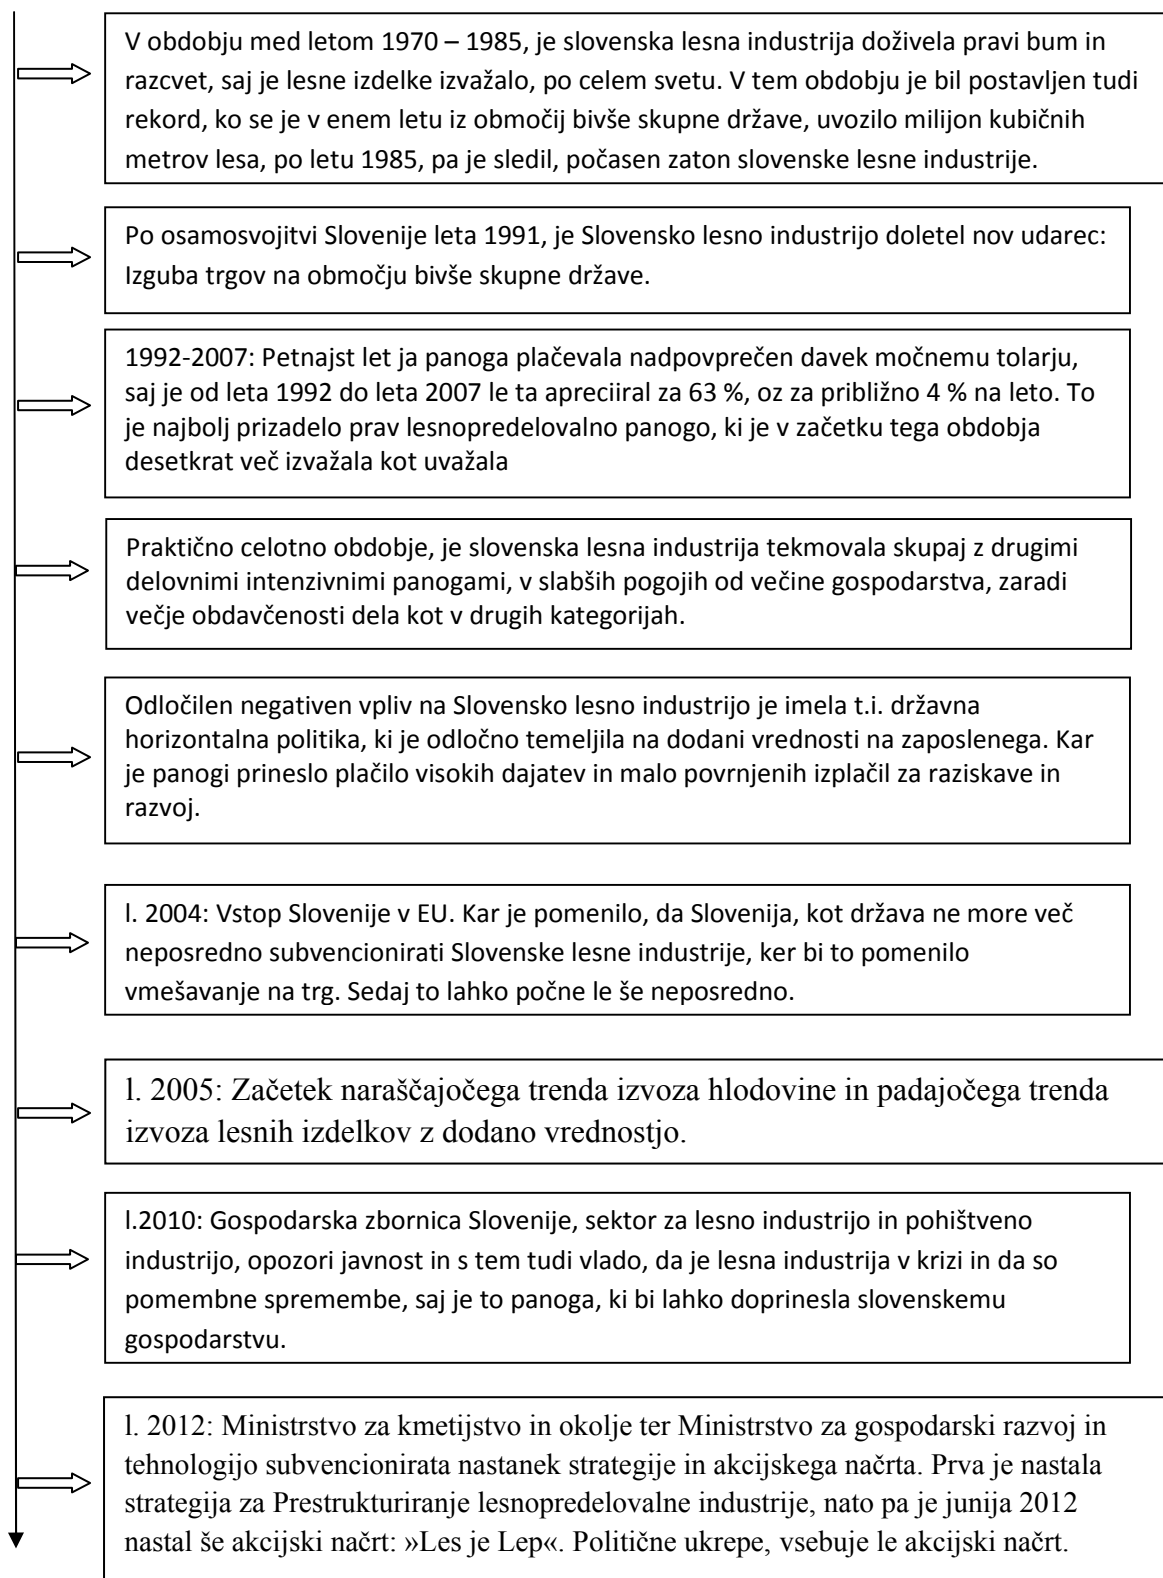 V obdobju med letom 1970 – 1985, je slovenska lesna industrija doživela pravi bum in
razcvet, saj je lesne izdelke izvažalo, po celem svetu. V tem obdobju je bil postavljen tudi
rekord, ko se je v enem letu iz območij bivše skupne države, uvozilo milijon kubičnih
metrov lesa, po letu 1985, pa je sledil, počasen zaton slovenske lesne industrije.
Po osamosvojitvi Slovenije leta 1991, je Slovensko lesno industrijo doletel nov udarec:
Izguba trgov na območju bivše skupne države.
1992-2007: Petnajst let ja panoga plačevala nadpovprečen davek močnemu tolarju,
saj je od leta 1992 do leta 2007 le ta apreciiral za 63 %, oz za približno 4 % na leto. To
je najbolj prizadelo prav lesnopredelovalno panogo, ki je v začetku tega obdobja
desetkrat več izvažala kot uvažala
Praktično celotno obdobje, je slovenska lesna industrija tekmovala skupaj z drugimi
delovnimi intenzivnimi panogami, v slabših pogojih od večine gospodarstva, zaradi
večje obdavčenosti dela kot v drugih kategorijah.
Odločilen negativen vpliv na Slovensko lesno industrijo je imela t.i. državna
horizontalna politika, ki je odločno temeljila na dodani vrednosti na zaposlenega. Kar
je panogi prineslo plačilo visokih dajatev in malo povrnjenih izplačil za raziskave in
razvoj.
l. 2004: Vstop Slovenije v EU. Kar je pomenilo, da Slovenija, kot država ne more več
neposredno subvencionirati Slovenske lesne industrije, ker bi to pomenilo
vmešavanje na trg. Sedaj to lahko počne le še neposredno.
l. 2005: Začetek naraščajočega trenda izvoza hlodovine in padajočega trenda
izvoza lesnih izdelkov z dodano vrednostjo.
l.2010: Gospodarska zbornica Slovenije, sektor za lesno industrijo in pohištveno
industrijo, opozori javnost in s tem tudi vlado, da je lesna industrija v krizi in da so
pomembne spremembe, saj je to panoga, ki bi lahko doprinesla slovenskemu
gospodarstvu.
l. 2012: Ministrstvo za kmetijstvo in okolje ter Ministrstvo za gospodarski razvoj in
tehnologijo subvencionirata nastanek strategije in akcijskega načrta. Prva je nastala
strategija za Prestrukturiranje lesnopredelovalne industrije, nato pa je junija 2012
nastal še akcijski načrt: »Les je Lep«. Politične ukrepe, vsebuje le akcijski načrt.